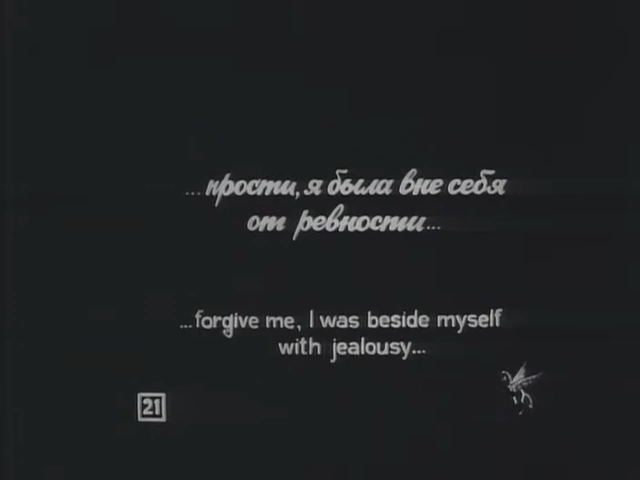 ...прости, я была вне себя
от ревности...
...forgive me, I was beside myself
with jealousy...
21